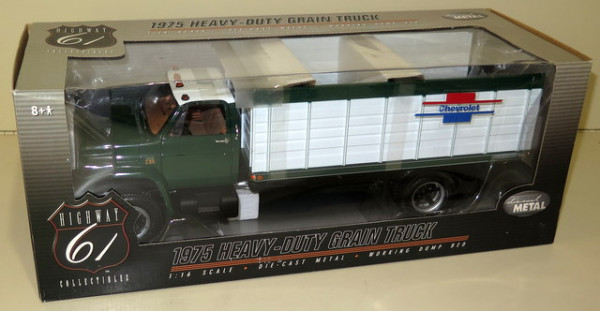 1975 HEAVY-DUTY GRAIN TRUCK
HIGHWAY
61
COLLECTIBLES
METAL
8+
Chevrolet
HIGHWAY
61
COLLECTIBLES
1975 HEAVY-DUTY GRAIN TRUCK
1:16 SCALE • DIE-CAST METAL • WORKING DUMP BED
METAL